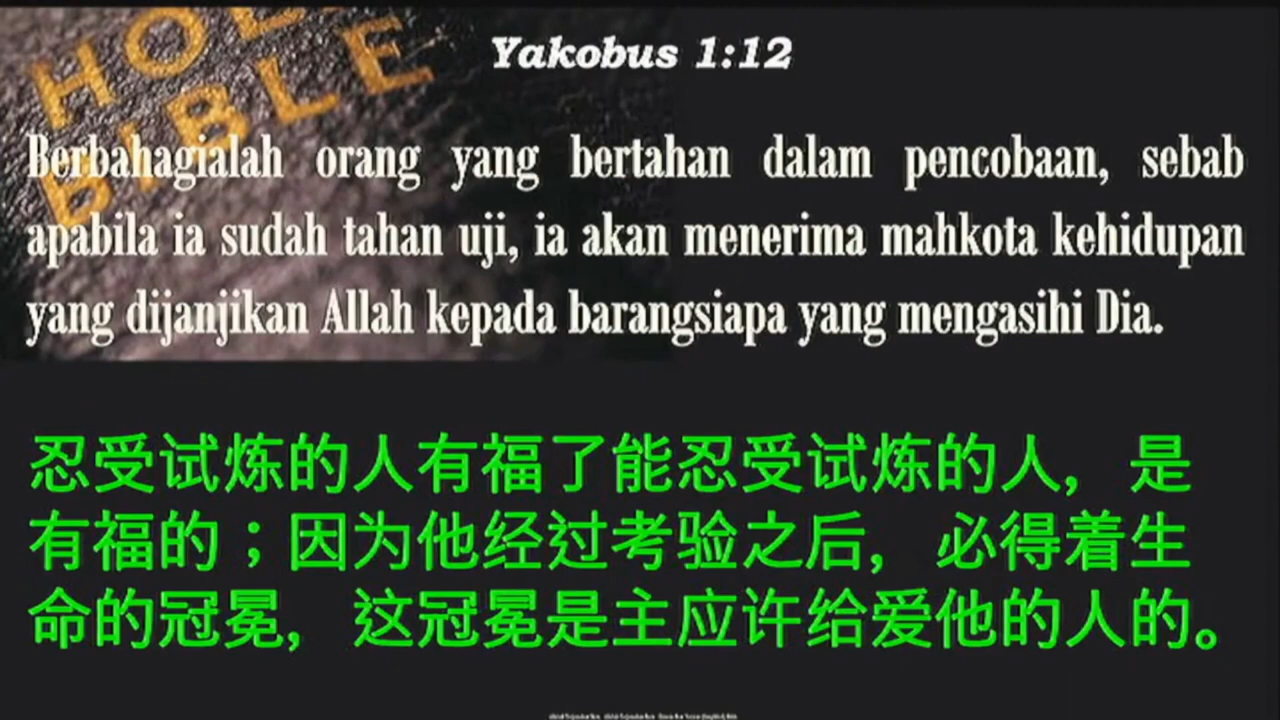 HOL
BIBLE
Yakobus 1:12
Berbahagialah orang yang bertahan dalam pencobaan, sebab
apabila ia sudah tahan uji, ia akan menerima mahkota kehidupan
yang dijanjikan Allah kepada barangsiapa yang mengasihi Dia.
忍受试炼的人有福了能忍受试炼的人，是
有福的；因为他经过考验之后，必得着生
命的冠冕，这冠冕是主应许给爱他的人的。